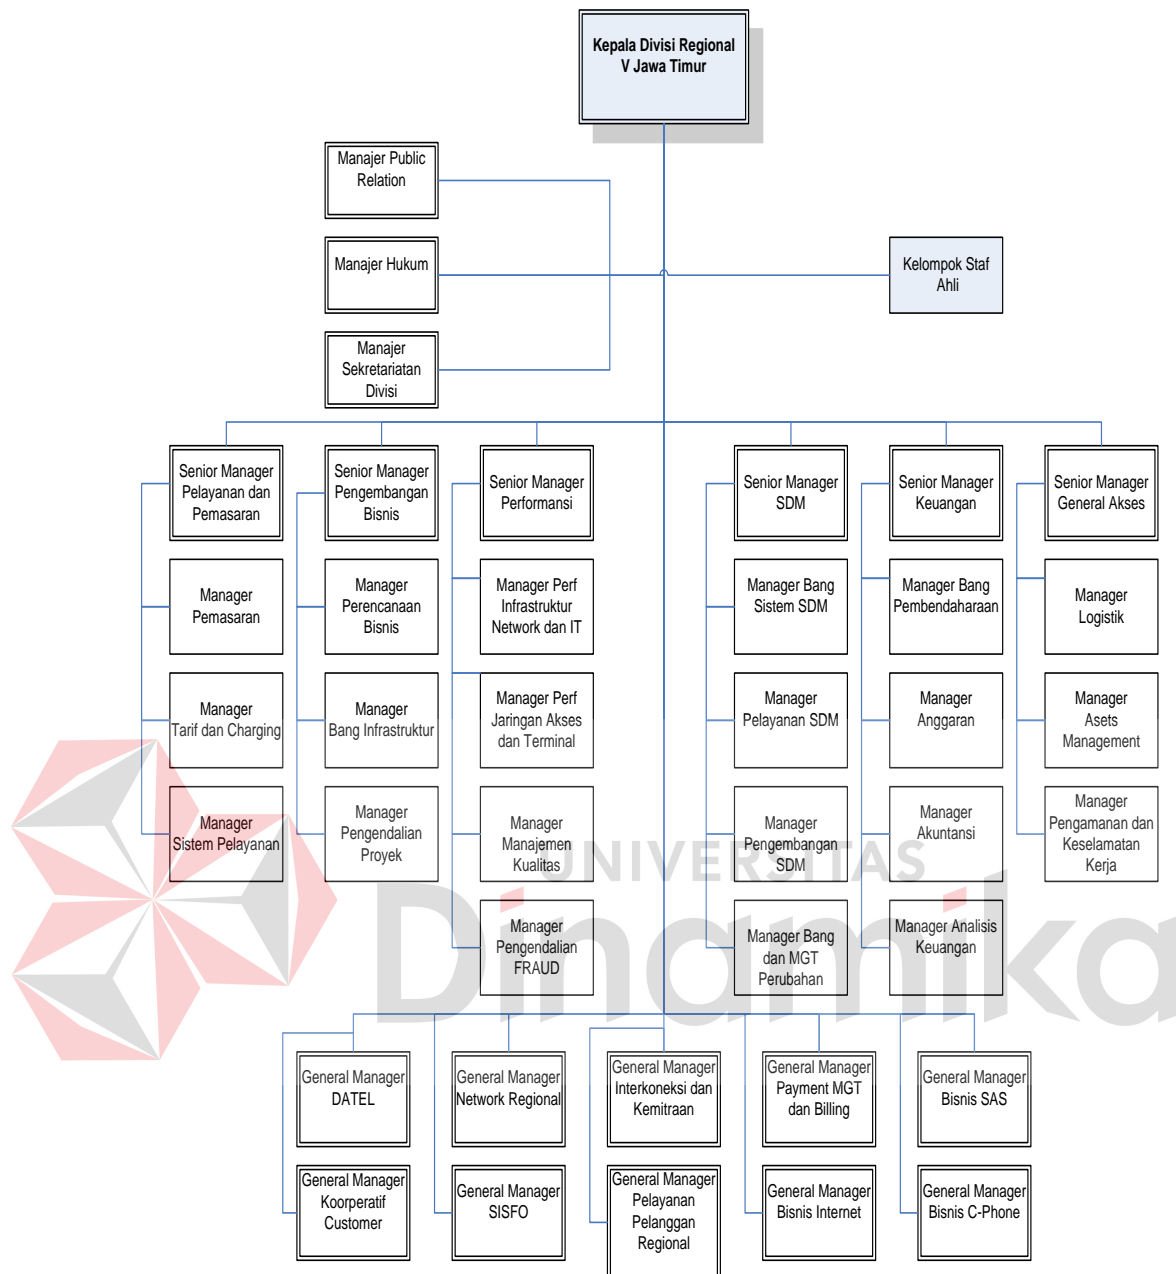 Kepala Divisi Regional
V Jawa Timur
Manajer Public
Relation
Manajer Hukum
Kelompok Staf
Ahli
Manajer
Sekretariatan
Divisi
Senior Manager
Pelayanan dan
Pemasaran
Senior Manager
Pengembangan
Bisnis
Senior Manager
Performansi
Senior Manager
SDM
Senior Manager
Keuangan
Senior Manager
General Akses
Manager
Pemasaran
Manager
Perencanaan
Bisnis
Manager Perf
Infrastruktur
Network dan IT
Manager Bang
Sistem SDM
Manager Bang
Pembendaharaan
Manager
Logistik
Manager
Tarif dan Charging
Manager
Bang Infrastruktur
Manager Perf
Jaringan Akses
dan Terminal
Manager
Pelayanan SDM
Manager
Anggaran
Manager
Asets
Management
Manager
Sistem Pelayanan
Manager
Pengendalian
Proyek
Manager
Manajemen
Kualitas
Manager
Pengembangan
SDM
Manager
Akuntansi
Manager
Pengamanan dan
Keselamatan
Kerja
UNIVERSITAS
Dinamika
Manager
Pengendalian
FRAUD
Manager Bang
dan MGT
Perubahan
Manager Analisis
Keuangan
General Manager
DATEL
General Manager
Network Regional
General Manager
Interkoneksi dan
Kemitraan
General Manager
Payment MGT
dan Billing
General Manager
Bisnis SAS
General Manager
Koorperatif
Customer
General Manager
SISFO
General Manager
Pelayanan
Pelanggan
Regional
General Manager
Bisnis Internet
General Manager
Bisnis C-Phone